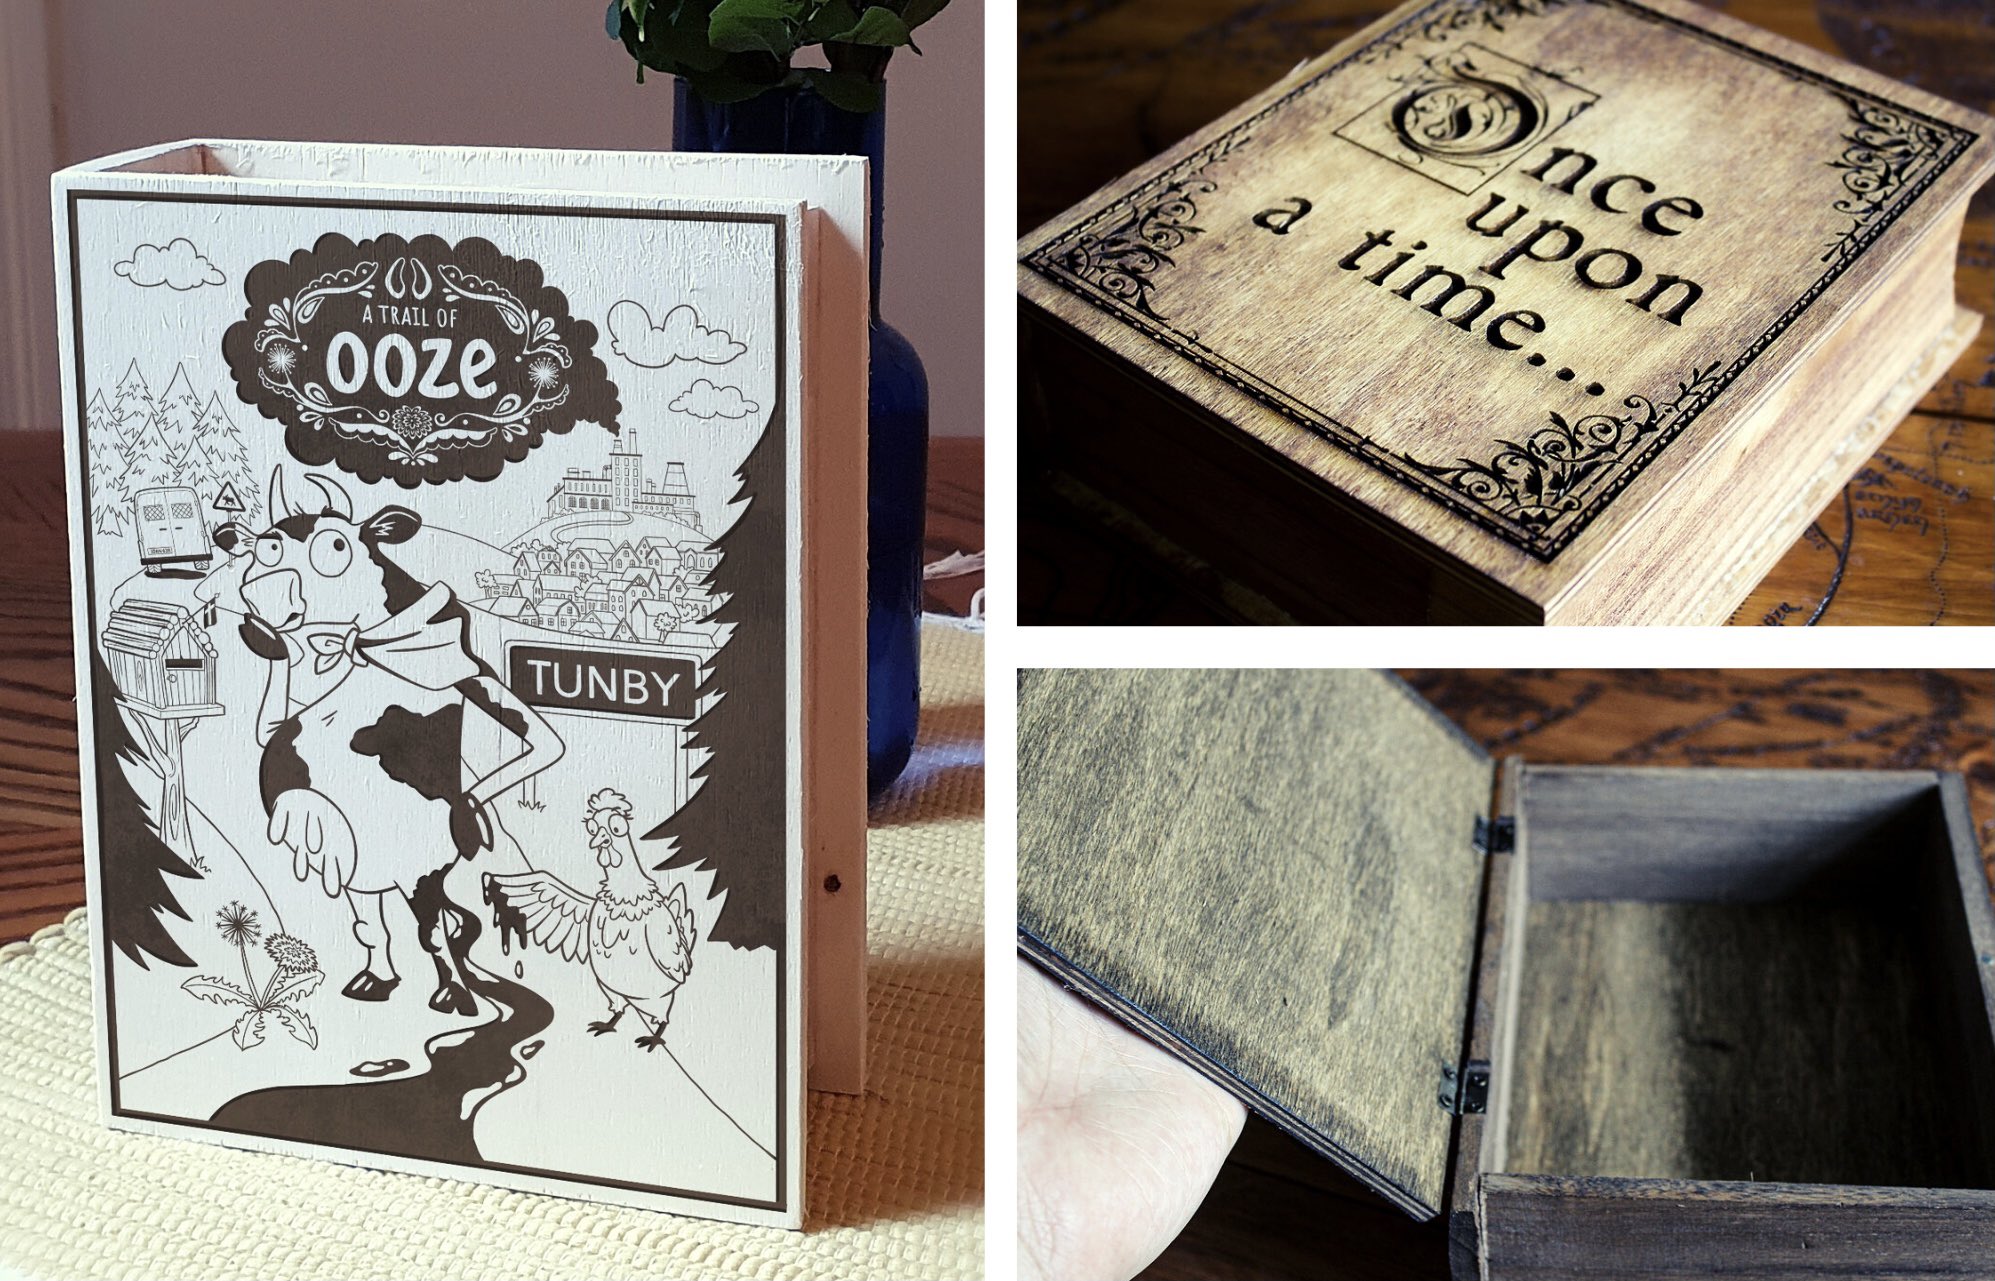 A TRAIL OF
OOZE
TUNBY
Once
upon
a time...